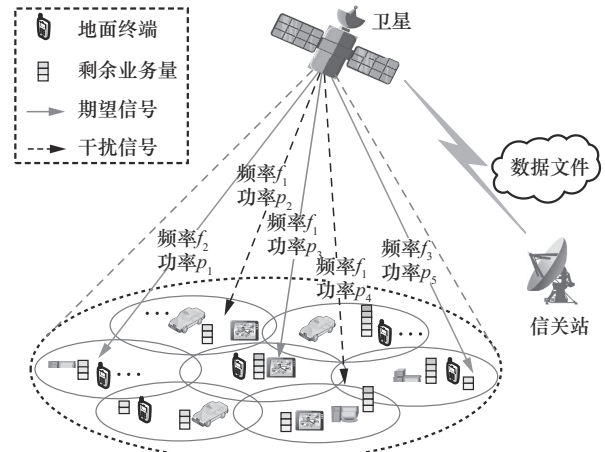 地面终端
剩余业务量
期望信号
干扰信号
卫星
数据文件
信关站
频率f₁
功率p₂
频率f₁
功率p₃
频率f₂
功率p₁
频率f₃
功率p₅
频率f₁
功率p₄
…
…
…